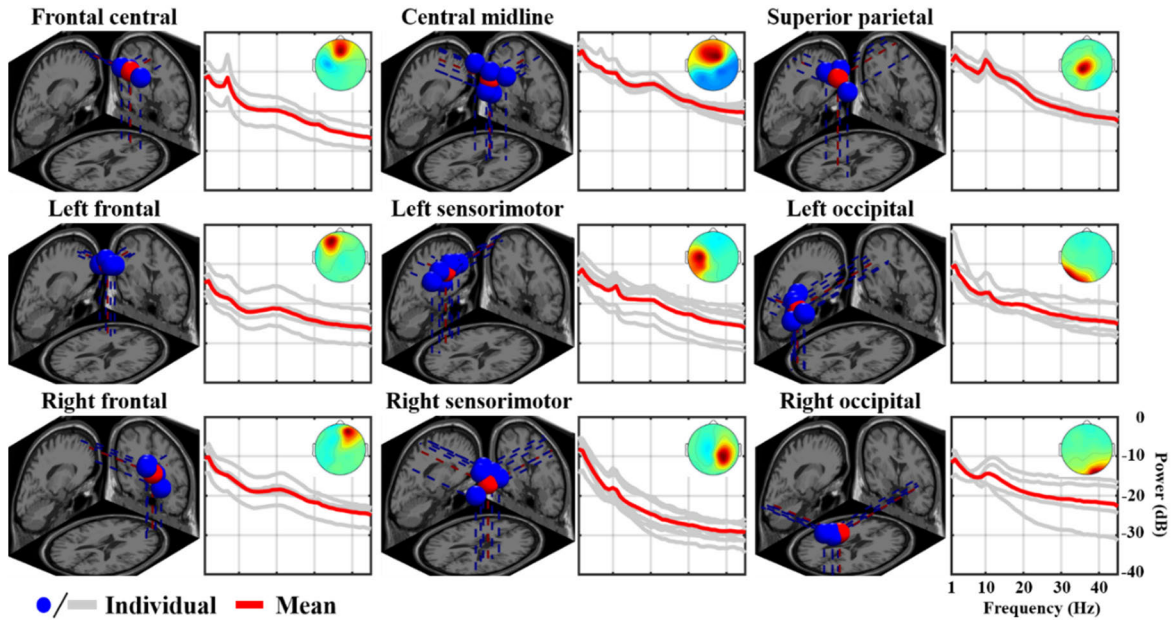 Frontal central
Central midline
Superior parietal
Left frontal
Left sensorimotor
Left occipital
Right frontal
Right sensorimotor
Right occipital
0
-10
-20
-30
-40
Power (dB)
1 10 20 30 40
Frequency (Hz)
/ Individual Mean